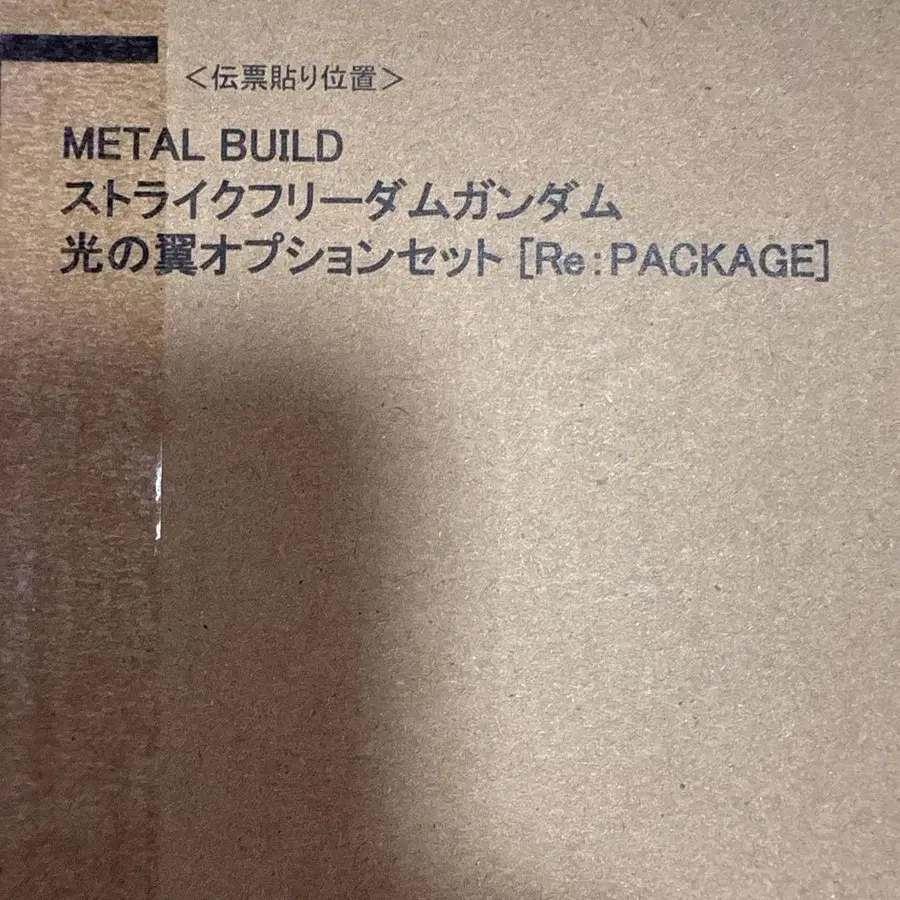 ＜伝票貼り位置＞
METAL BUILD
ストライクフリーダムガンダム
光の翼オプションセット [Re：PACKAGE]